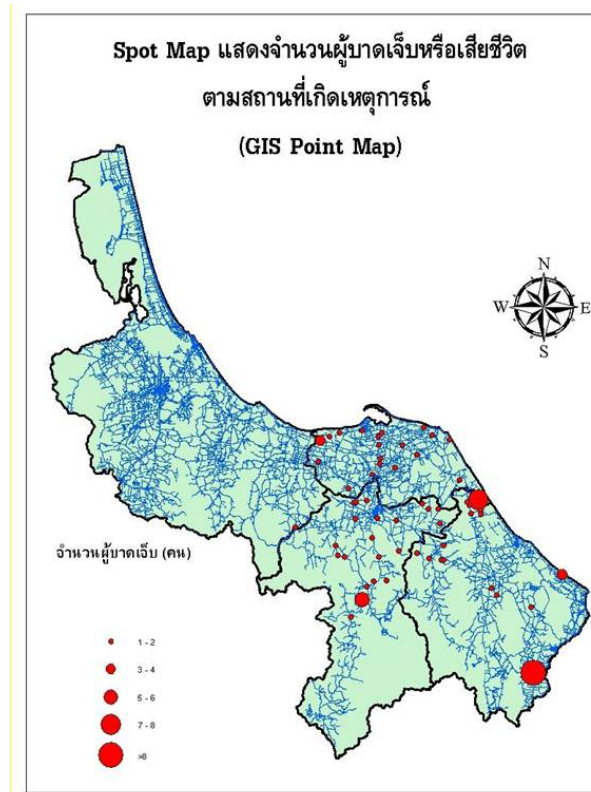 Spot Map แสดงจำนวนผู้บาดเจ็บหรือเสียชีวิต
ตามสถานที่เกิดเหตุการณ์
(GIS Point Map)
N
W E
S
จำนวนผู้บาดเจ็บ (คน)
1 - 2
3 - 4
5 - 6
7 - 8
>8